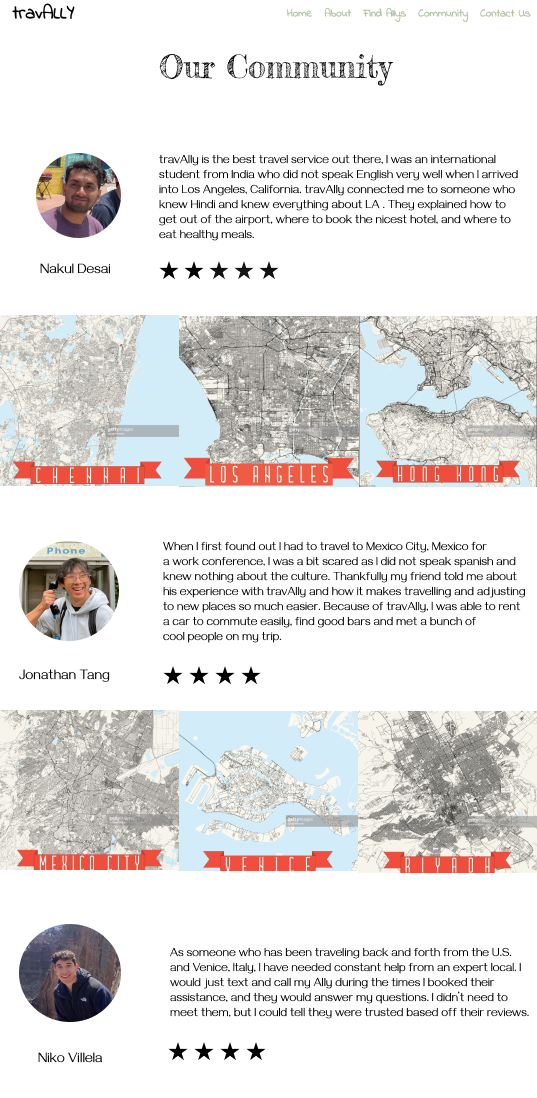 travALLY
Home About Find Allys Community Contact Us
Our Community
travAlly is the best travel service out there, I was an international
student from India who did not speak English very well when I arrived
into Los Angeles, California. travAlly connected me to someone who
knew Hindi and knew everything about LA . They explained how to
get out of the airport, where to book the nicest hotel, and where to
eat healthy meals.
Nakul Desai
CHENNAI
LOS ANGELES
HONG KONG
Phone
When I first found out I had to travel to Mexico City, Mexico for
a work conference, I was a bit scared as I did not speak spanish and
knew nothing about the culture. Thankfully my friend told me about
his experience with travAlly and how it makes travelling and adjusting
to new places so much easier. Because of travAlly, I was able to rent
a car to commute easily, find good bars and met a bunch of
cool people on my trip.
Jonathan Tang
MEXICO CITY
VENICE
RIYADH
As someone who has been traveling back and forth from the U.S.
and Venice, Italy, I have needed constant help from an expert local. I
would just text and call my Ally during the times I booked their
assistance, and they would answer my questions. I didn't need to
meet them, but I could tell they were trusted based off their reviews.
Niko Villela